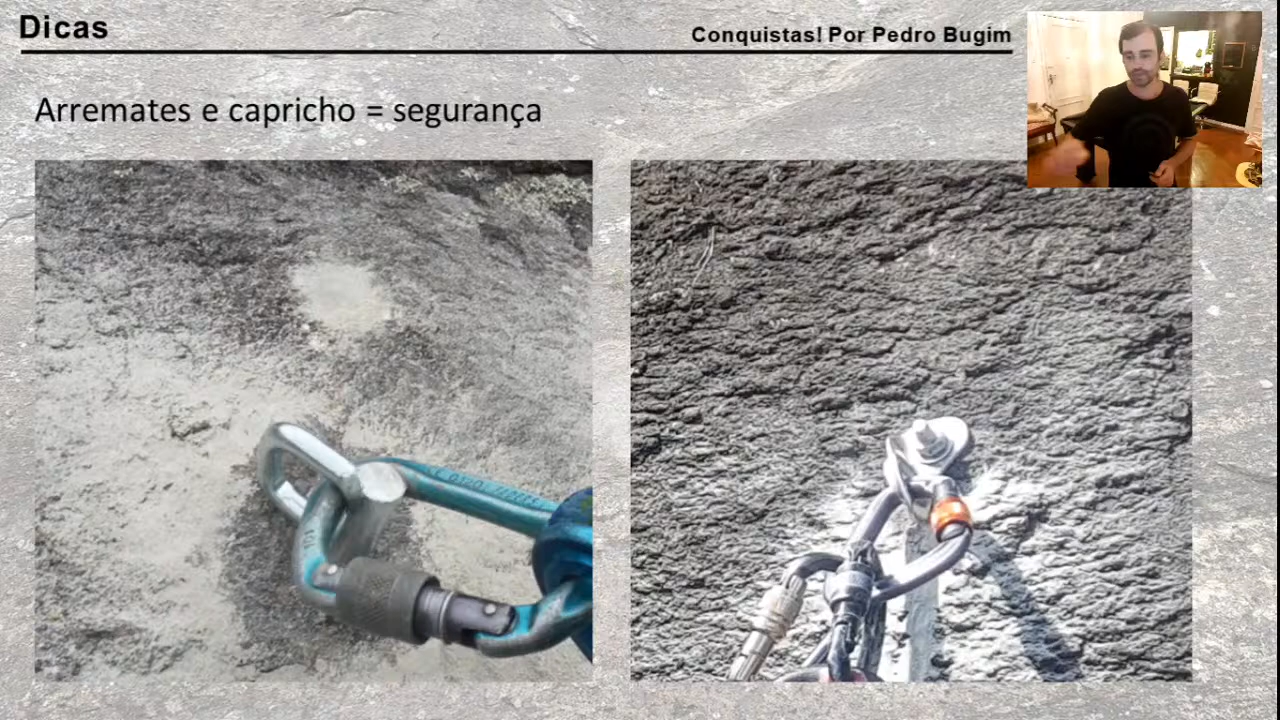 Dicas
Conquistas! Por Pedro Bugim
Arremates e capricho = segurança